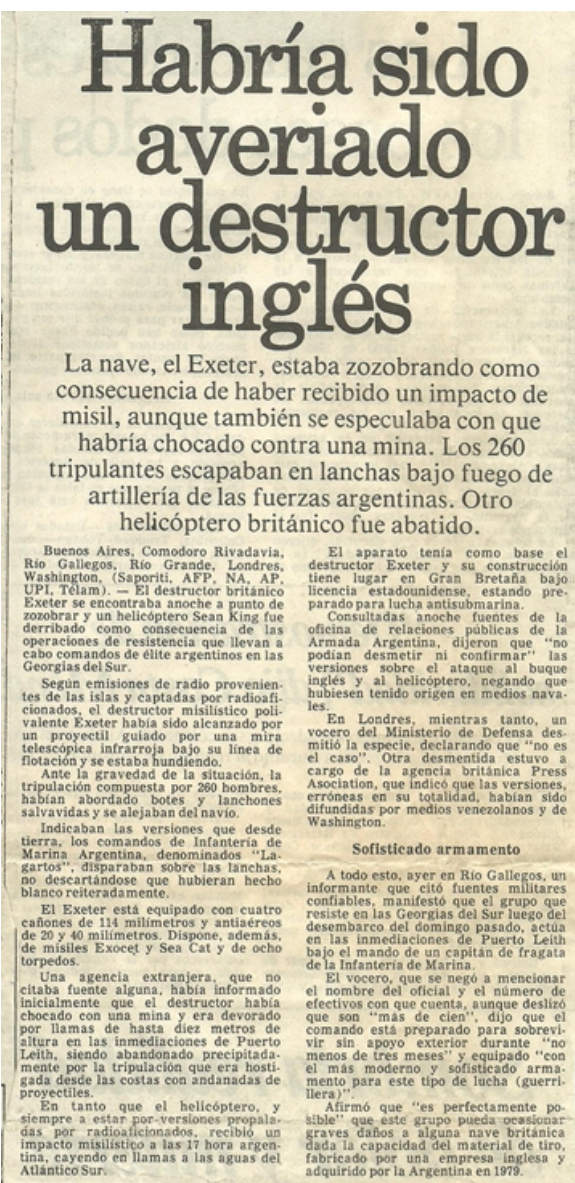 Habría sido
averiado
un destructor
inglés
La nave, el Exeter, estaba zozobrando como
consecuencia de haber recibido un impacto de
misil, aunque también se especulaba con que
habría chocado contra una mina. Los 260
tripulantes escapaban en lanchas bajo fuego de
artillería de las fuerzas argentinas. Otro
helicóptero británico fue abatido.
Buenos Aires, Comodoro Rivadavia,
Río Gallegos, Río Grande, Londres,
Washington, (Saporiti, AFP, NA, AP,
UPI, Télam). — El destructor británico
Exeter se encontraba anoche a punto de
zozobrar y un helicóptero Sean King fue
derribado como consecuencia de las
operaciones de resistencia que llevan a
cabo comandos de élite argentinos en las
Georgias del Sur.
Según emisiones de radio provenien-
tes de las islas y captadas por radioafi-
cionados, el destructor misilístico poli-
valente Exeter había sido alcanzado por
un proyectil guiado por una mira
telescópica infrarroja bajo su línea de
flotación y se estaba hundiendo.
Ante la gravedad de la situación, la
tripulación compuesta por 260 hombres,
habían abordado botes y lanchones
salvavidas y se alejaban del navío.
Indicaban las versiones que desde
tierra, los comandos de Infantería de
Marina Argentina, denominados "La-
gartos", disparaban sobre las lanchas,
no descartándose que hubieran hecho
blanco reiteradamente.
El Exeter está equipado con cuatro
cañones de 114 milímetros y antiaéreos
de 20 y 40 milímetros. Dispone, además,
de misiles Exocet y Sea Cat y de ocho
torpedos.
Una agencia extranjera, que no
citaba fuente alguna, había informado
inicialmente que el destructor había
chocado con una mina y era devorado
por llamas de hasta diez metros de
altura en las inmediaciones de Puerto
Leith, siendo abandonado precipitada-
mente por la tripulación que era hosti-
gada desde las costas con andanadas de
proyectiles.
En tanto que el helicóptero, y
siempre a estar por versiones propala-
das por radioaficionados, recibió un
impacto misilístico a las 17 hora argen-
tina, cayendo en llamas a las aguas del
Atlántico Sur.
El aparato tenía como base el
destructor Exeter y su construcción
tiene lugar en Gran Bretaña bajo
licencia estadounidense, estando pre-
parado para lucha antisubmarina.
Consultadas anoche fuentes de la
oficina de relaciones públicas de la
Armada Argentina, dijeron que "no
podían desmetir ni confirmar" las
versiones sobre el ataque al buque
inglés y al helicóptero, negando que
hubiesen tenido origen en medios nava-
les.
En Londres, mientras tanto, un
vocero del Ministerio de Defensa des-
mitió la especie, declarando que "no es
el caso". Otra desmentida estuvo a
cargo de la agencia británica Press
Asociation, que indicó que las versiones,
erróneas en su totalidad, habían sido
difundidas por medios venezolanos y de
Washington.
Sofisticado armamento
A todo esto, ayer en Río Gallegos, un
informante que citó fuentes militares
confiables, manifestó que el grupo que
resiste en las Georgias del Sur luego del
desembarco del domingo pasado, actúa
en las inmediaciones de Puerto Leith
bajo el mando de un capitán de fragata
de la Infantería de Marina.
El vocero, que se negó a mencionar
el nombre del oficial y el número de
efectivos con que cuenta, aunque deslizó
que son "más de cien", dijo que el
comando está preparado para sobrevi-
vir sin apoyo exterior durante "no
menos de tres meses" y equipado "con
el más moderno y sofisticado arma-
mento para este tipo de lucha (guerri-
llera)".
Afirmó que "es perfectamente po-
sible" que este grupo pueda ocasionar
graves daños a alguna nave británica
dada la capacidad del material de tiro,
fabricado por una empresa inglesa y
adquirido por la Argentina en 1979.